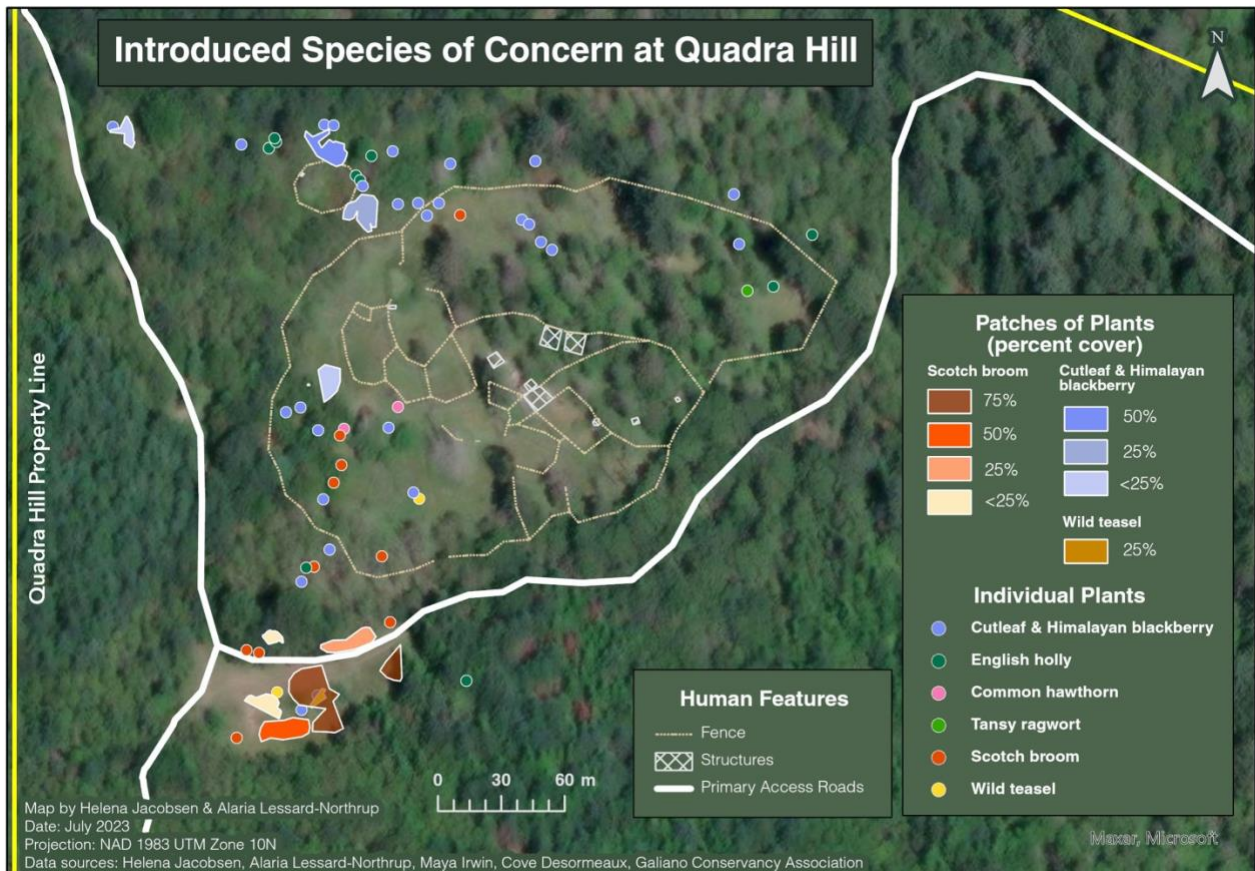 Introduced Species of Concern at Quadra Hill
N
Quadra Hill Property Line
Patches of Plants
(percent cover)
Scotch broom
75%
50%
25%
<25%
Cutleaf & Himalayan
blackberry
50%
25%
<25%
Wild teasel
25%
Individual Plants
Cutleaf & Himalayan blackberry
English holly
Common hawthorn
Tansy ragwort
Scotch broom
Wild teasel
Human Features
Fence
Structures
Primary Access Roads
0 30 60 m
Map by Helena Jacobsen & Alaria Lessard-Northrup
Date: July 2023
Projection: NAD 1983 UTM Zone 10N
Data sources: Helena Jacobsen, Alaria Lessard-Northrup, Maya Irwin, Cove Desormeaux, Galiano Conservancy Association
Maxar, Microsoft